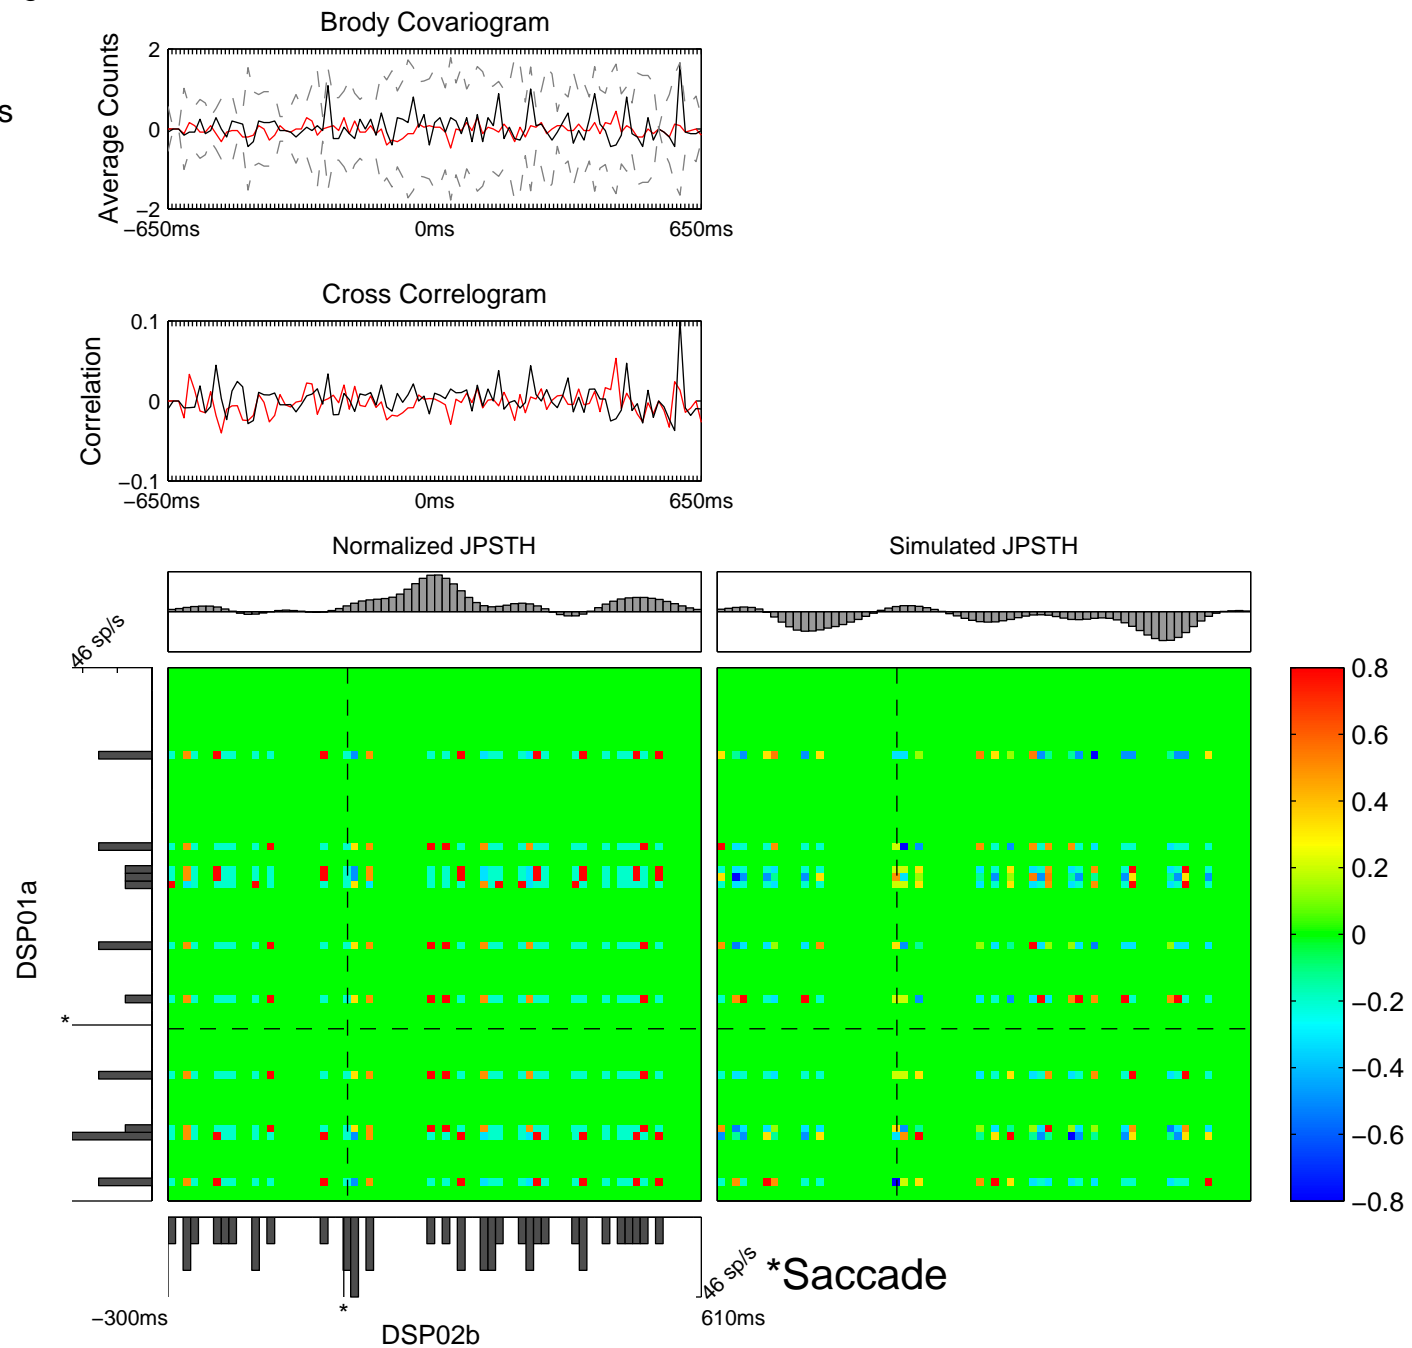 g
Brody Covariogram
s
Average Counts
2
0
−2
−650ms
0ms
650ms
Cross Correlogram
Correlation
0.1
0
−0.1
−650ms
0ms
650ms
Normalized JPSTH
Simulated JPSTH
46 sp/s
DSP01a
*
0.8
0.6
0.4
0.2
0
−0.2
−0.4
−0.6
−0.8
46 sp/s
*Saccade
*
−300ms
610ms
DSP02b